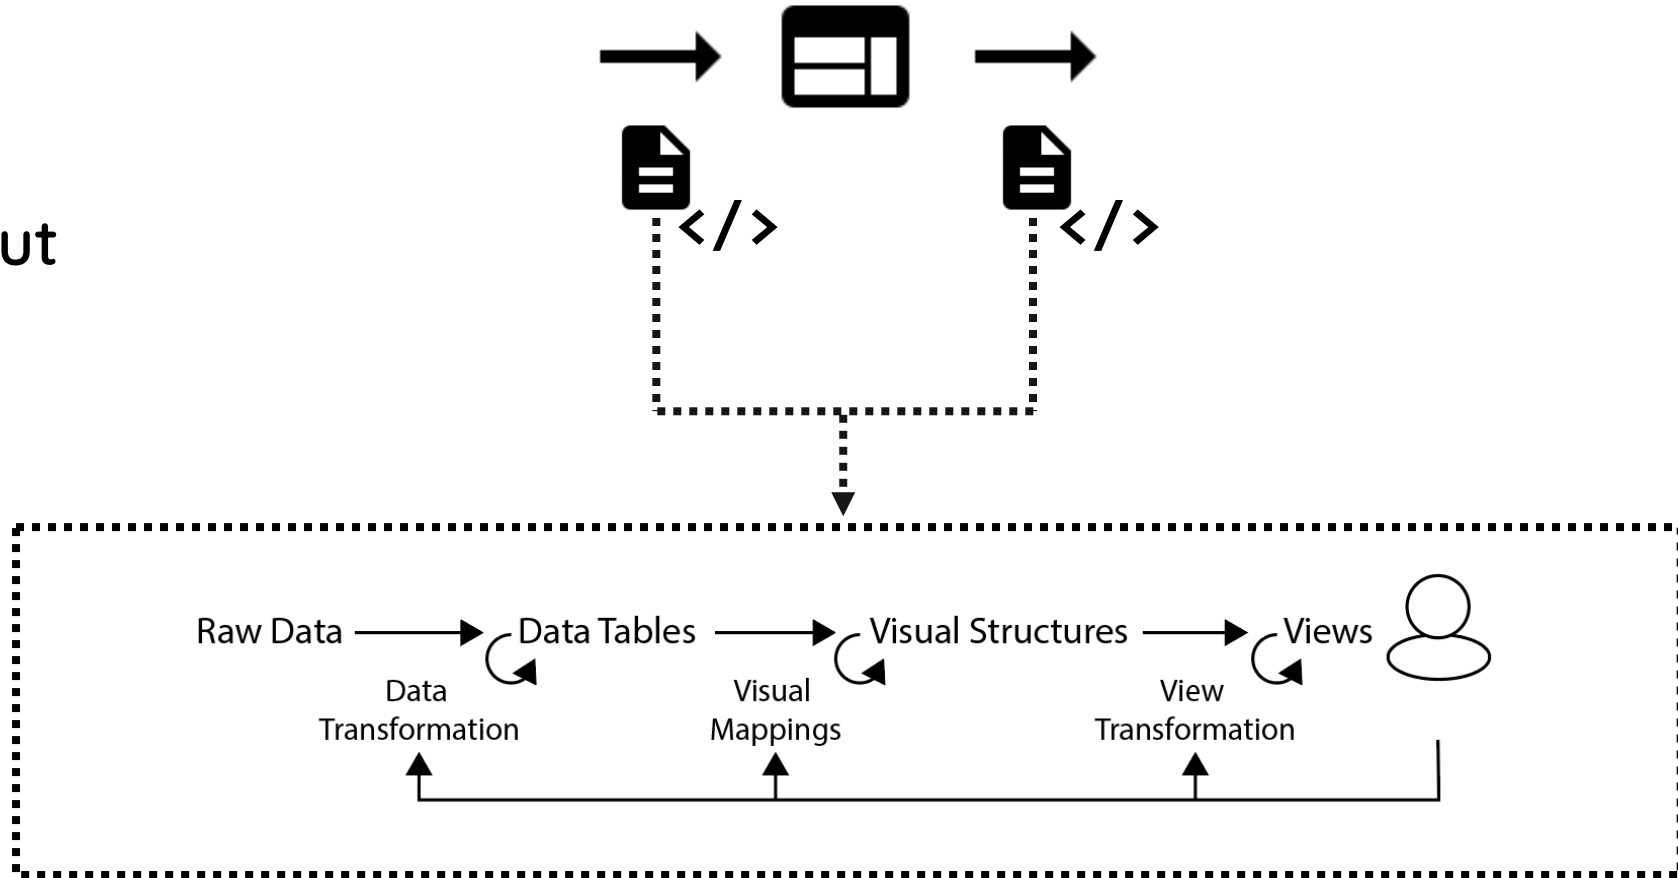 </>
</>
ut
Raw Data
Data Tables
Visual Structures
Views
Data
Transformation
Visual
Mappings
View
Transformation